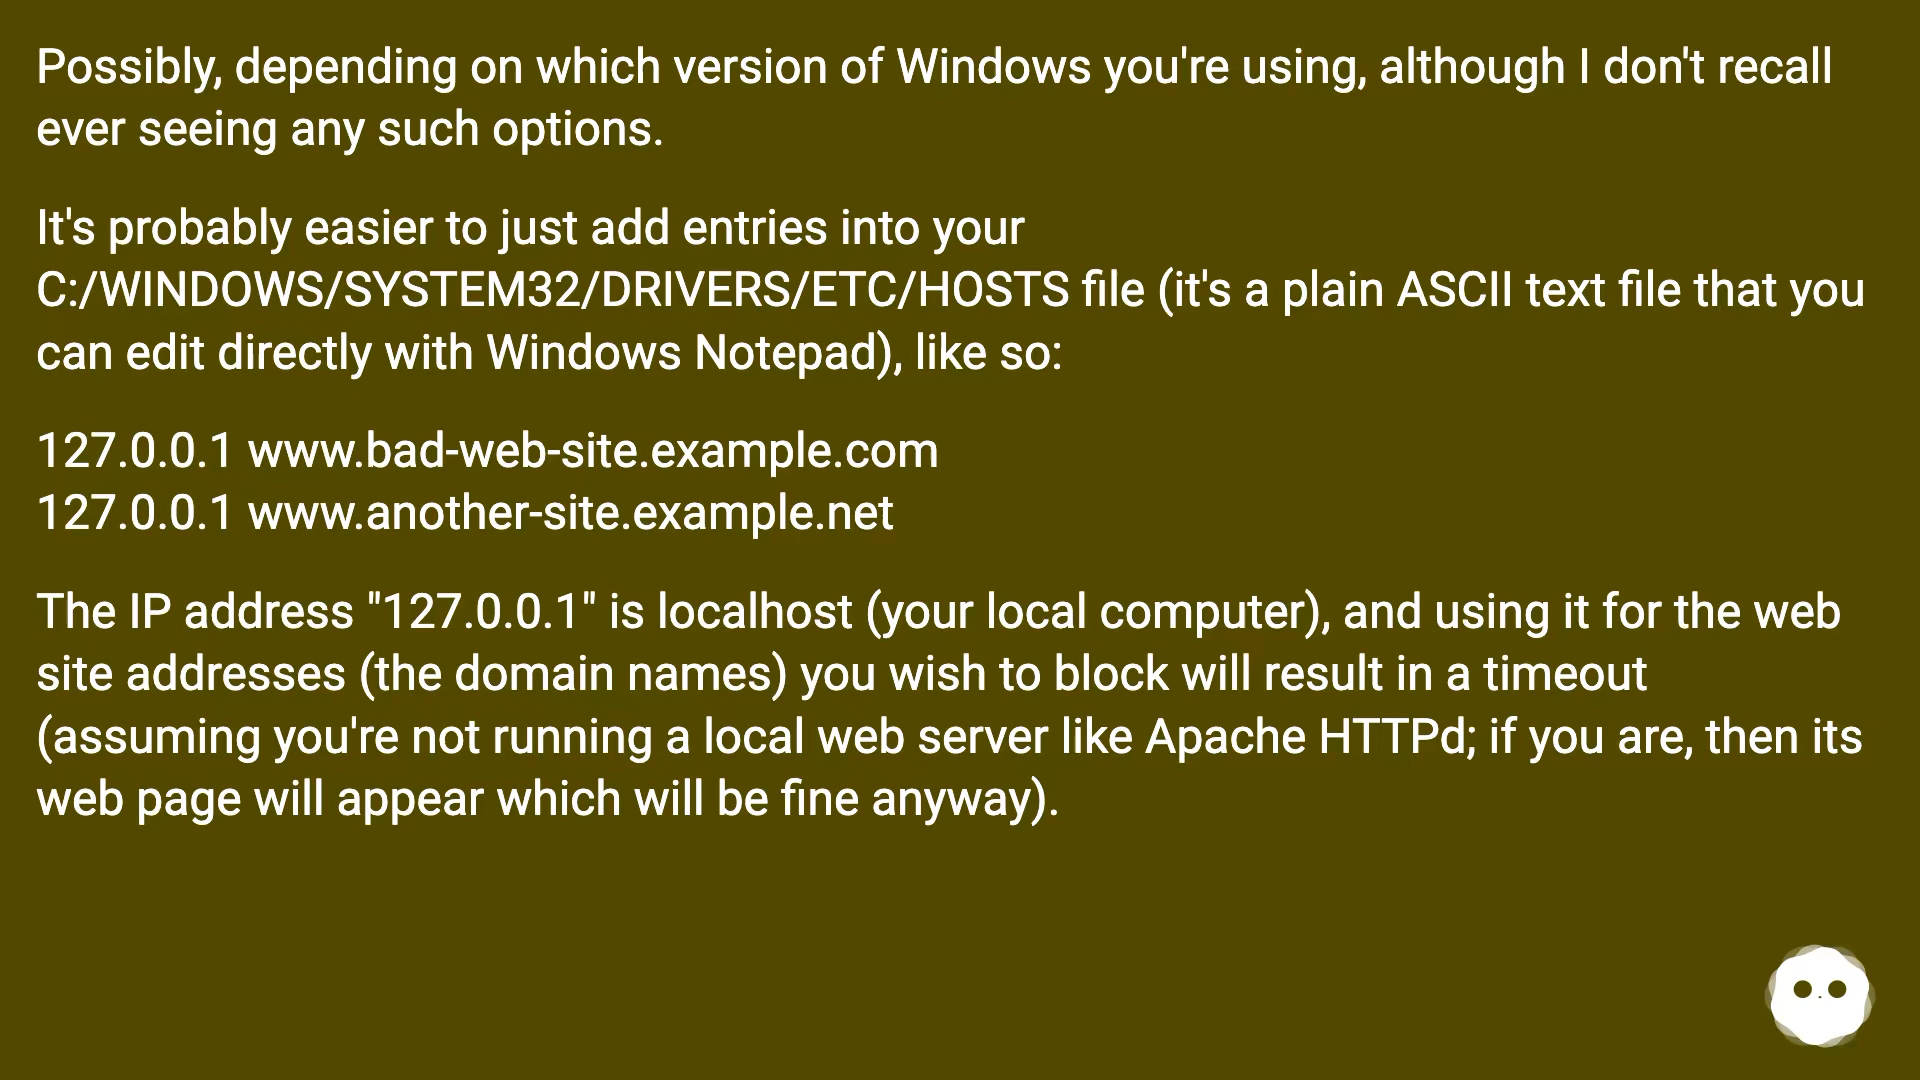 Possibly, depending on which version of Windows you're using, although I don't recall
ever seeing any such options.
It's probably easier to just add entries into your
C:/WINDOWS/SYSTEM32/DRIVERS/ETC/HOSTS file (it's a plain ASCII text file that you
can edit directly with Windows Notepad), like so:
127.0.0.1 www.bad-web-site.example.com
127.0.0.1 www.another-site.example.net
The IP address "127.0.0.1" is localhost (your local computer), and using it for the web
site addresses (the domain names) you wish to block will result in a timeout
(assuming you're not running a local web server like Apache HTTPd; if you are, then its
web page will appear which will be fine anyway).